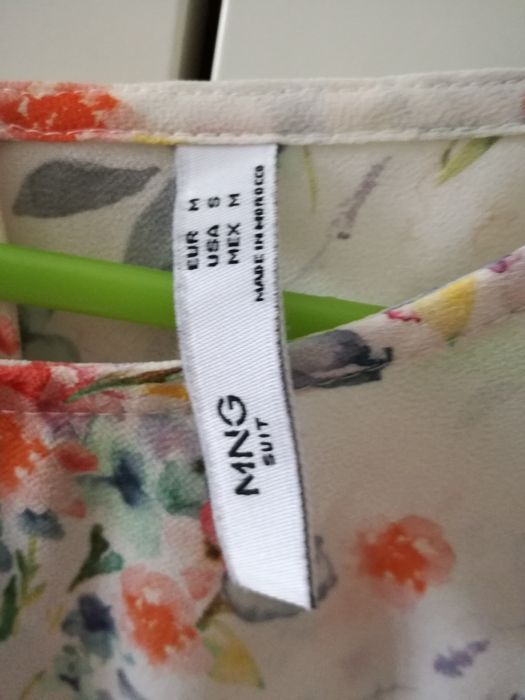 EUR M
USA S
MEX M
MADE IN MOROCCO
MNG
SUIT